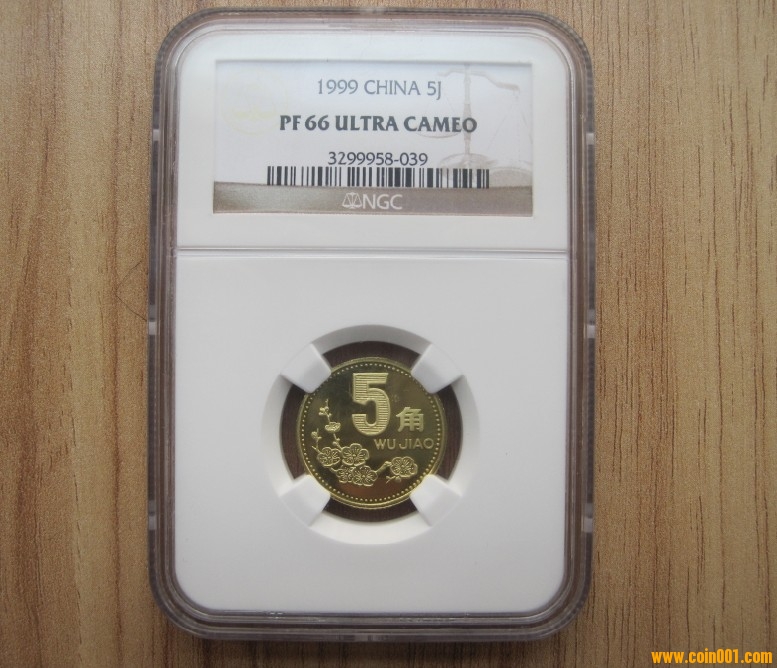 1999 CHINA 5J
PF 66 ULTRA CAMEO
3299958-039
NGC
5角
WU JIAO
www.coin001.com